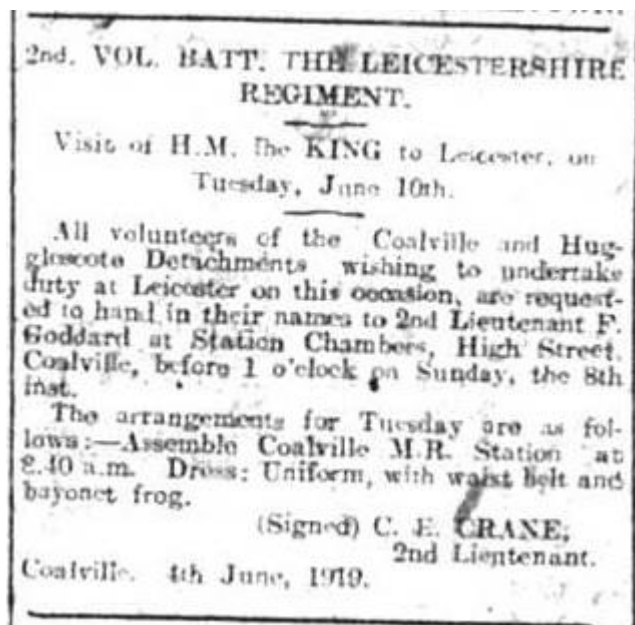 2nd. VOL. BATT. THE LEICESTERSHIRE
REGIMENT.
Visit of H.M. the KING to Leicester, on
Tuesday, June 10th.
All volunteers of the Coalville and Hug-
gloscote Detachments wishing to undertake
duty at Leicester on this occasion, are request-
ed to hand in their names to 2nd Lieutenant F.
Goddard at Station Chambers, High Street,
Coalville, before 1 o'clock on Sunday, the 8th
inst.
The arrangements for Tuesday are as fol-
lows:—Assemble Coalville M.R. Station at
8.40 a.m. Dress: Uniform, with waist belt and
bayonet frog.
(Signed) C. E. CRANE,
2nd Lieutenant.
Coalville. 4th June, 1919.